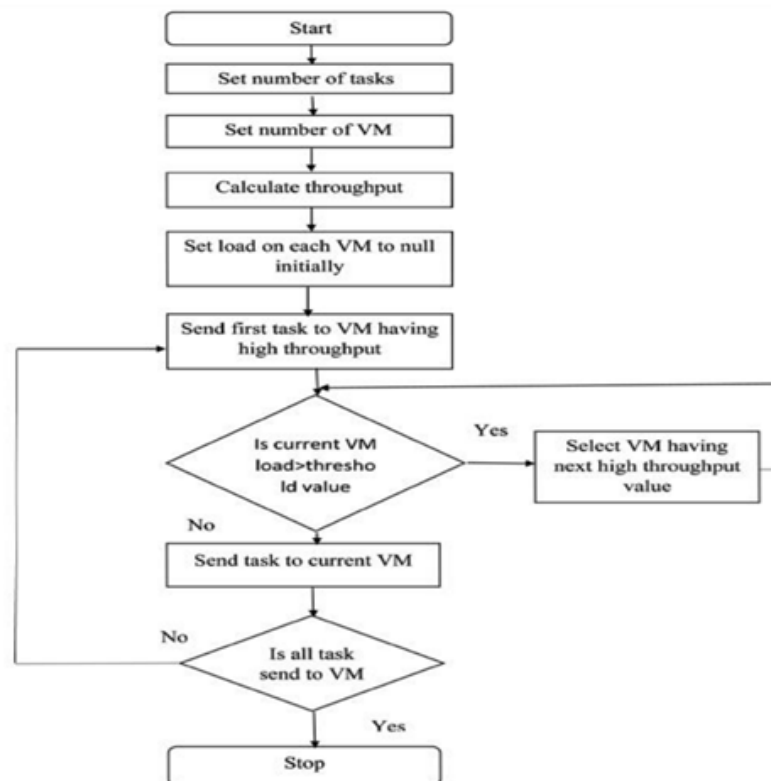 Start
Set number of tasks
Set number of VM
Calculate throughput
Set load on each VM to null
initially
Send first task to VM having
high throughput
Is current VM
load>thresho
ld value
Yes
Select VM having
next high throughput
value
No
Send task to current VM
No
Is all task
send to VM
Yes
Stop